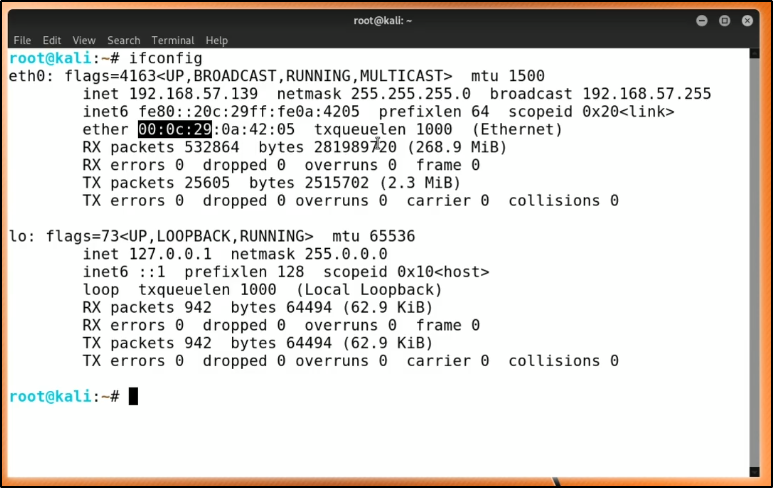 root@kali: ~
File Edit View Search Terminal Help
root@kali:~# ifconfig
eth0: flags=4163<UP,BROADCAST,RUNNING,MULTICAST>  mtu 1500
        inet 192.168.57.139  netmask 255.255.255.0  broadcast 192.168.57.255
        inet6 fe80::20c:29ff:fe0a:4205  prefixlen 64  scopeid 0x20<link>
        ether 00:0c:29:0a:42:05  txqueuelen 1000  (Ethernet)
        RX packets 532864  bytes 281989720 (268.9 MiB)
        RX errors 0  dropped 0  overruns 0  frame 0
        TX packets 25605  bytes 2515702 (2.3 MiB)
        TX errors 0  dropped 0 overruns 0  carrier 0  collisions 0
lo: flags=73<UP,LOOPBACK,RUNNING>  mtu 65536
        inet 127.0.0.1  netmask 255.0.0.0
        inet6 ::1  prefixlen 128  scopeid 0x10<host>
        loop  txqueuelen 1000  (Local Loopback)
        RX packets 942  bytes 64494 (62.9 KiB)
        RX errors 0  dropped 0  overruns 0  frame 0
        TX packets 942  bytes 64494 (62.9 KiB)
        TX errors 0  dropped 0 overruns 0  carrier 0  collisions 0
root@kali:~#